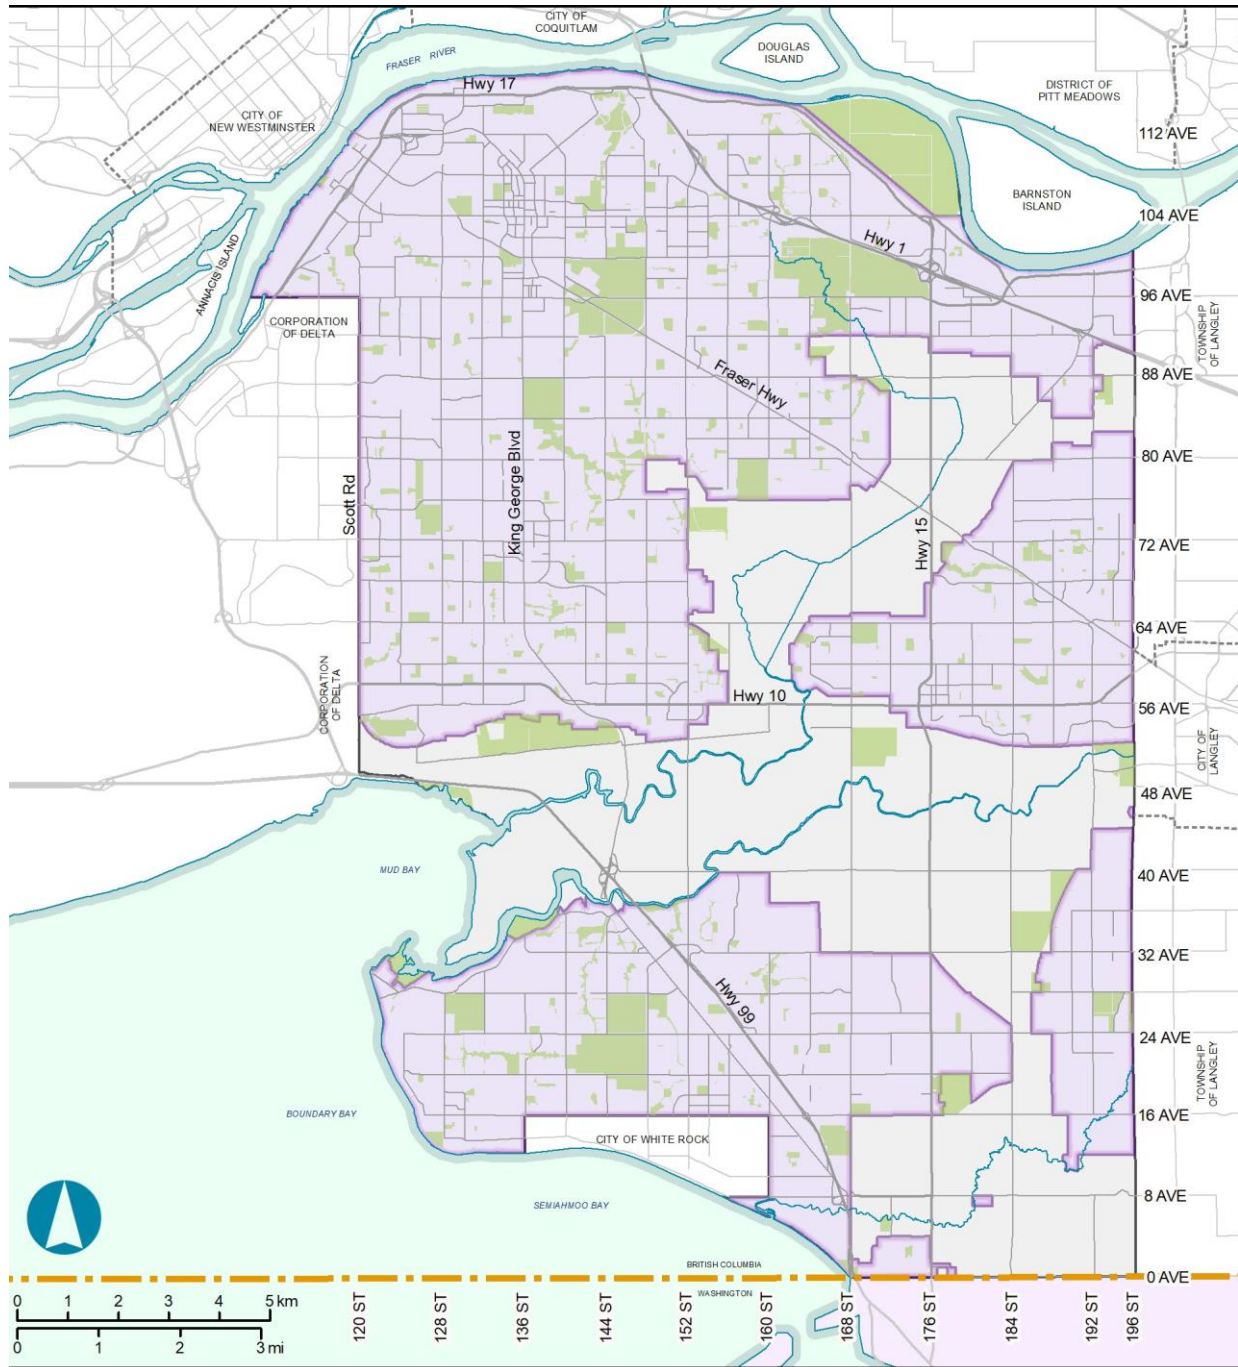 CITY OF
COQUITLAM
FRASER RIVER
DOUGLAS
ISLAND
Hwy 17
DISTRICT OF
PITT MEADOWS
CITY OF
NEW WESTMINSTER
112 AVE
BARNSTON
ISLAND
104 AVE
Hwy 1
ANNACIS ISLAND
96 AVE
CORPORATION
OF DELTA
TOWNSHIP
OF LANGLEY
88 AVE
Fraser Hwy
King George Blvd
80 AVE
Scott Rd
Hwy 15
72 AVE
64 AVE
CORPORATION
OF DELTA
Hwy 10
56 AVE
CITY OF
LANGLEY
48 AVE
MUD BAY
40 AVE
32 AVE
Hwy 99
24 AVE
TOWNSHIP
OF LANGLEY
BOUNDARY BAY
16 AVE
CITY OF WHITE ROCK
8 AVE
SEMIAHMOO BAY
BRITISH COLUMBIA
0 AVE
WASHINGTON
0 1 2 3 4 5 km
0 1 2 3 mi
120 ST
128 ST
136 ST
144 ST
152 ST
160 ST
168 ST
176 ST
184 ST
192 ST
196 ST